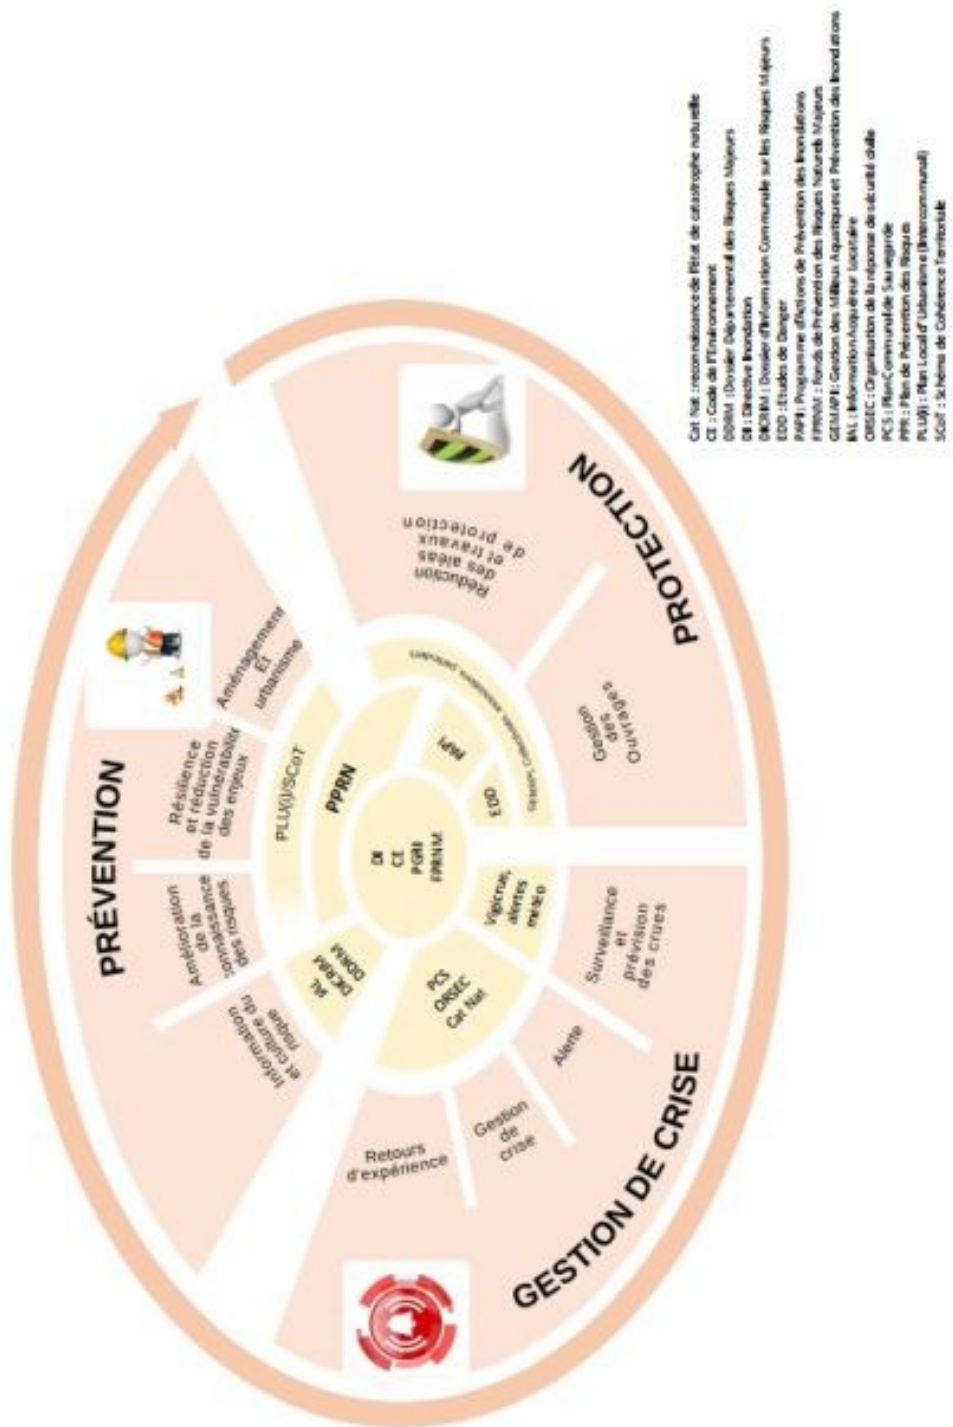 PRÉVENTION
Information
et culture du
risque
Amélioration
de la
connaissance
des risques
Résilience
et réduction
de la vulnérabilité
des enjeux
Aménagement
Et
urbanisme
PROTECTION
Réduction
des aléas
et travaux
de protection
Gestion
des
Ouvrages
GESTION DE CRISE
Surveillance
et
prévision
des crues
Alerte
Gestion
de
crise
Retours
d'expérience
PLU(i)/SCoT
PPRN
IAL
DICRIM
DDRM
PAPI
EDD
Vigicrue,
alertes
météo
PCS
ORSEC
Cat Nat
DI
CE
PGRI
FPRNM
Cat Nat : reconnaissance de l'état de catastrophe naturelle
CE : Code de l'Environnement
DDRM : Dossier Départemental des Risques Majeurs
DI : Directive Inondation
DICRIM : Dossier d'Information Communale sur les Risques Majeurs
EDD : Etudes de Danger
PAPI : Programme d'Actions de Prévention des Inondations
FPRNM : Fonds de Prévention des Risques Naturels Majeurs
GEMAPI : Gestion des Milieux Aquatiques et Prévention des Inondations
IAL : Information Acquéreur Locataire
ORSEC : Organisation de la réponse de sécurité civile
PCS : Plan Communal de Sauvegarde
PPR : Plan de Prévention des Risques
PLU(i) : Plan Local d'Urbanisme (Intercommunal)
SCoT : Schéma de Cohérence Territoriale